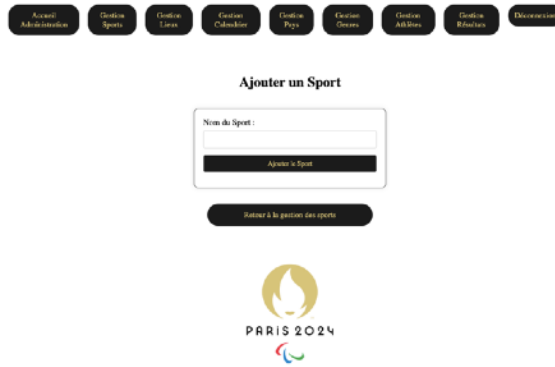 Accueil
Administration
Gestion
Sports
Gestion
Lieux
Gestion
Calendrier
Gestion
Pays
Gestion
Genres
Gestion
Athlètes
Gestion
Résultats
Déconnexion
Ajouter un Sport
Nom du Sport :
Ajouter le Sport
Retour à la gestion des sports
PARIS 2024